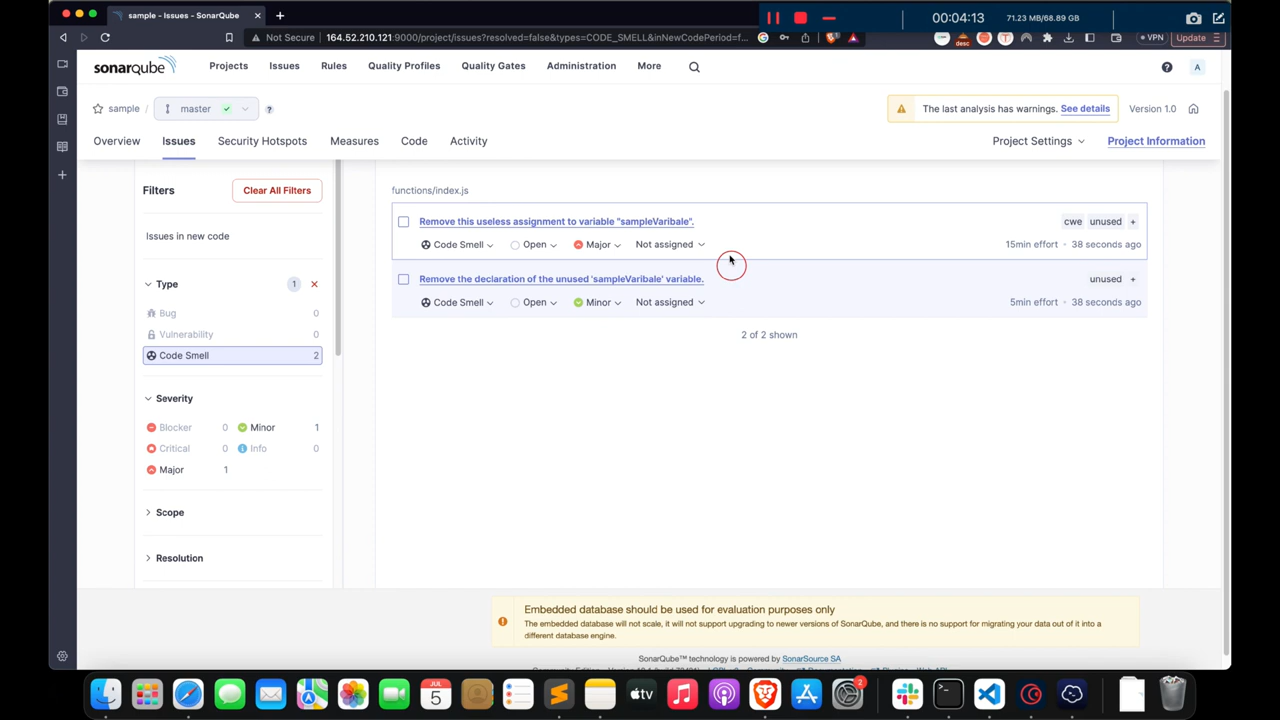 sample - Issues - SonarQube
00:04:13
71.23 MB/68.89 GB
Not Secure
164.52.210.121:9000/project/issues?resolved=false&types=CODE_SMELL&inNewCodePeriod=f...
desc
VPN
Update
sonarqube
Projects
Issues
Rules
Quality Profiles
Quality Gates
Administration
More
A
sample /
master
The last analysis has warnings. See details
Version 1.0
Overview
Issues
Security Hotspots
Measures
Code
Activity
Project Settings
Project Information
Filters
Clear All Filters
Issues in new code
Type
1
Bug 0
Vulnerability 0
Code Smell 2
Severity
Blocker 0
Minor 1
Critical 0
Info 0
Major 1
Scope
Resolution
functions/index.js
Remove this useless assignment to variable "sampleVaribale".
cwe unused +
Code Smell
Open
Major
Not assigned
15min effort • 38 seconds ago
Remove the declaration of the unused 'sampleVaribale' variable.
unused +
Code Smell
Open
Minor
Not assigned
5min effort • 38 seconds ago
2 of 2 shown
Embedded database should be used for evaluation purposes only
The embedded database will not scale, it will not support upgrading to newer versions of SonarQube, and there is no support for migrating your data out of it into a
different database engine.
SonarQube™ technology is powered by SonarSource SA
JUL
5
tv
2